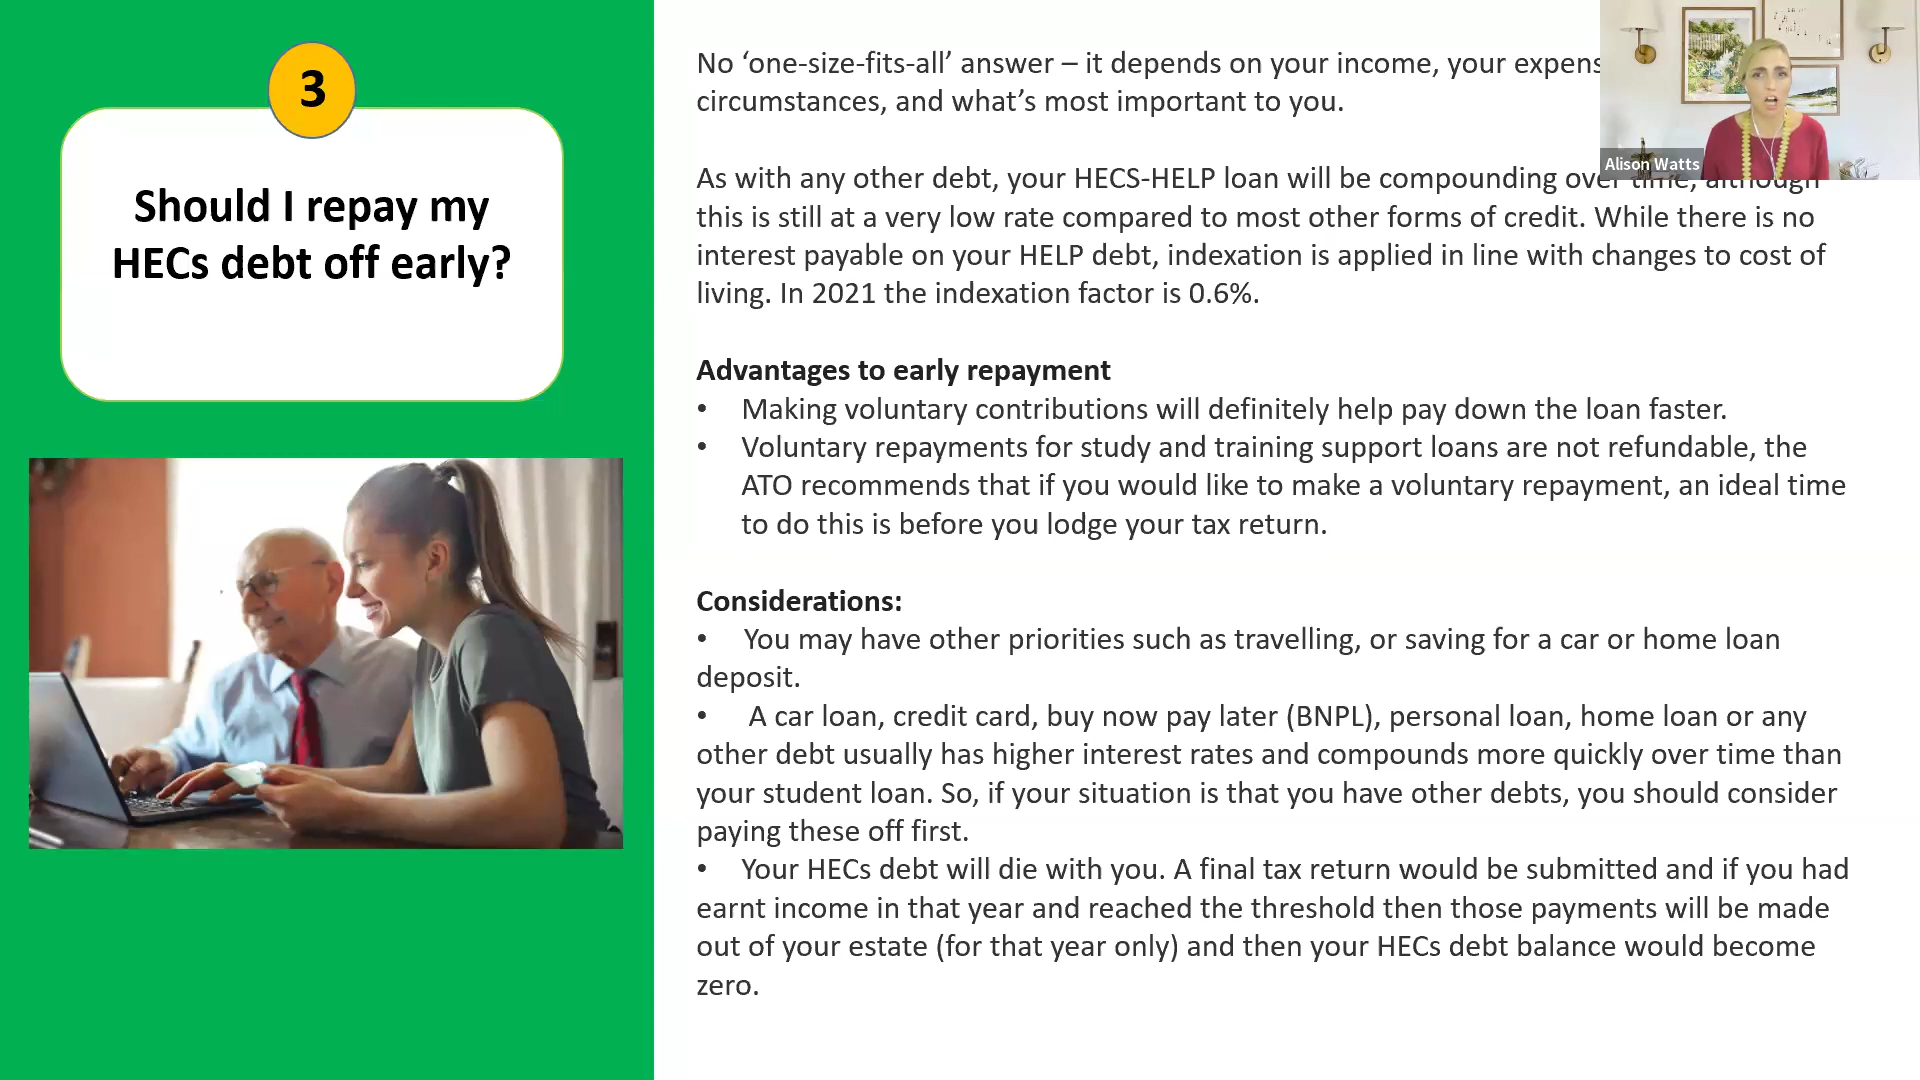 3
Should I repay my
HECs debt off early?
No ‘one-size-fits-all’ answer – it depends on your income, your
circumstances, and what’s most important to you.
As with any other debt, your HECS-HELP loan will be compounding over time, although
this is still at a very low rate compared to most other forms of credit. While there is no
interest payable on your HELP debt, indexation is applied in line with changes to cost of
living. In 2021 the indexation factor is 0.6%.
Advantages to early repayment
• Making voluntary contributions will definitely help pay down the loan faster.
• Voluntary repayments for study and training support loans are not refundable, the
ATO recommends that if you would like to make a voluntary repayment, an ideal time
to do this is before you lodge your tax return.
Considerations:
• You may have other priorities such as travelling, or saving for a car or home loan
deposit.
• A car loan, credit card, buy now pay later (BNPL), personal loan, home loan or any
other debt usually has higher interest rates and compounds more quickly over time than
your student loan. So, if your situation is that you have other debts, you should consider
paying these off first.
• Your HECs debt will die with you. A final tax return would be submitted and if you had
earnt income in that year and reached the threshold then those payments will be made
out of your estate (for that year only) and then your HECs debt balance would become
zero.
Alison Watts